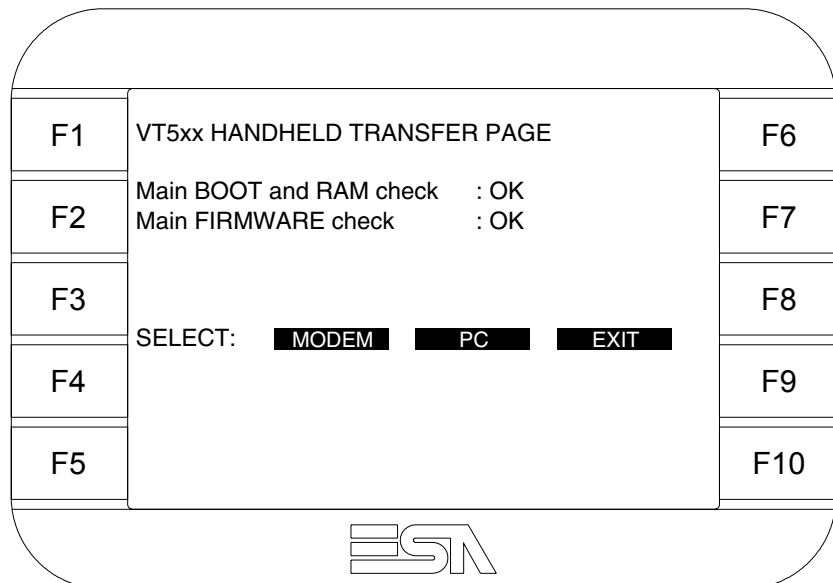 F1
F2
F3
F4
F5
VT5xx HANDHELD TRANSFER PAGE
Main BOOT and RAM check : OK
Main FIRMWARE check : OK
SELECT: MODEM PC EXIT
F6
F7
F8
F9
F10
ESA